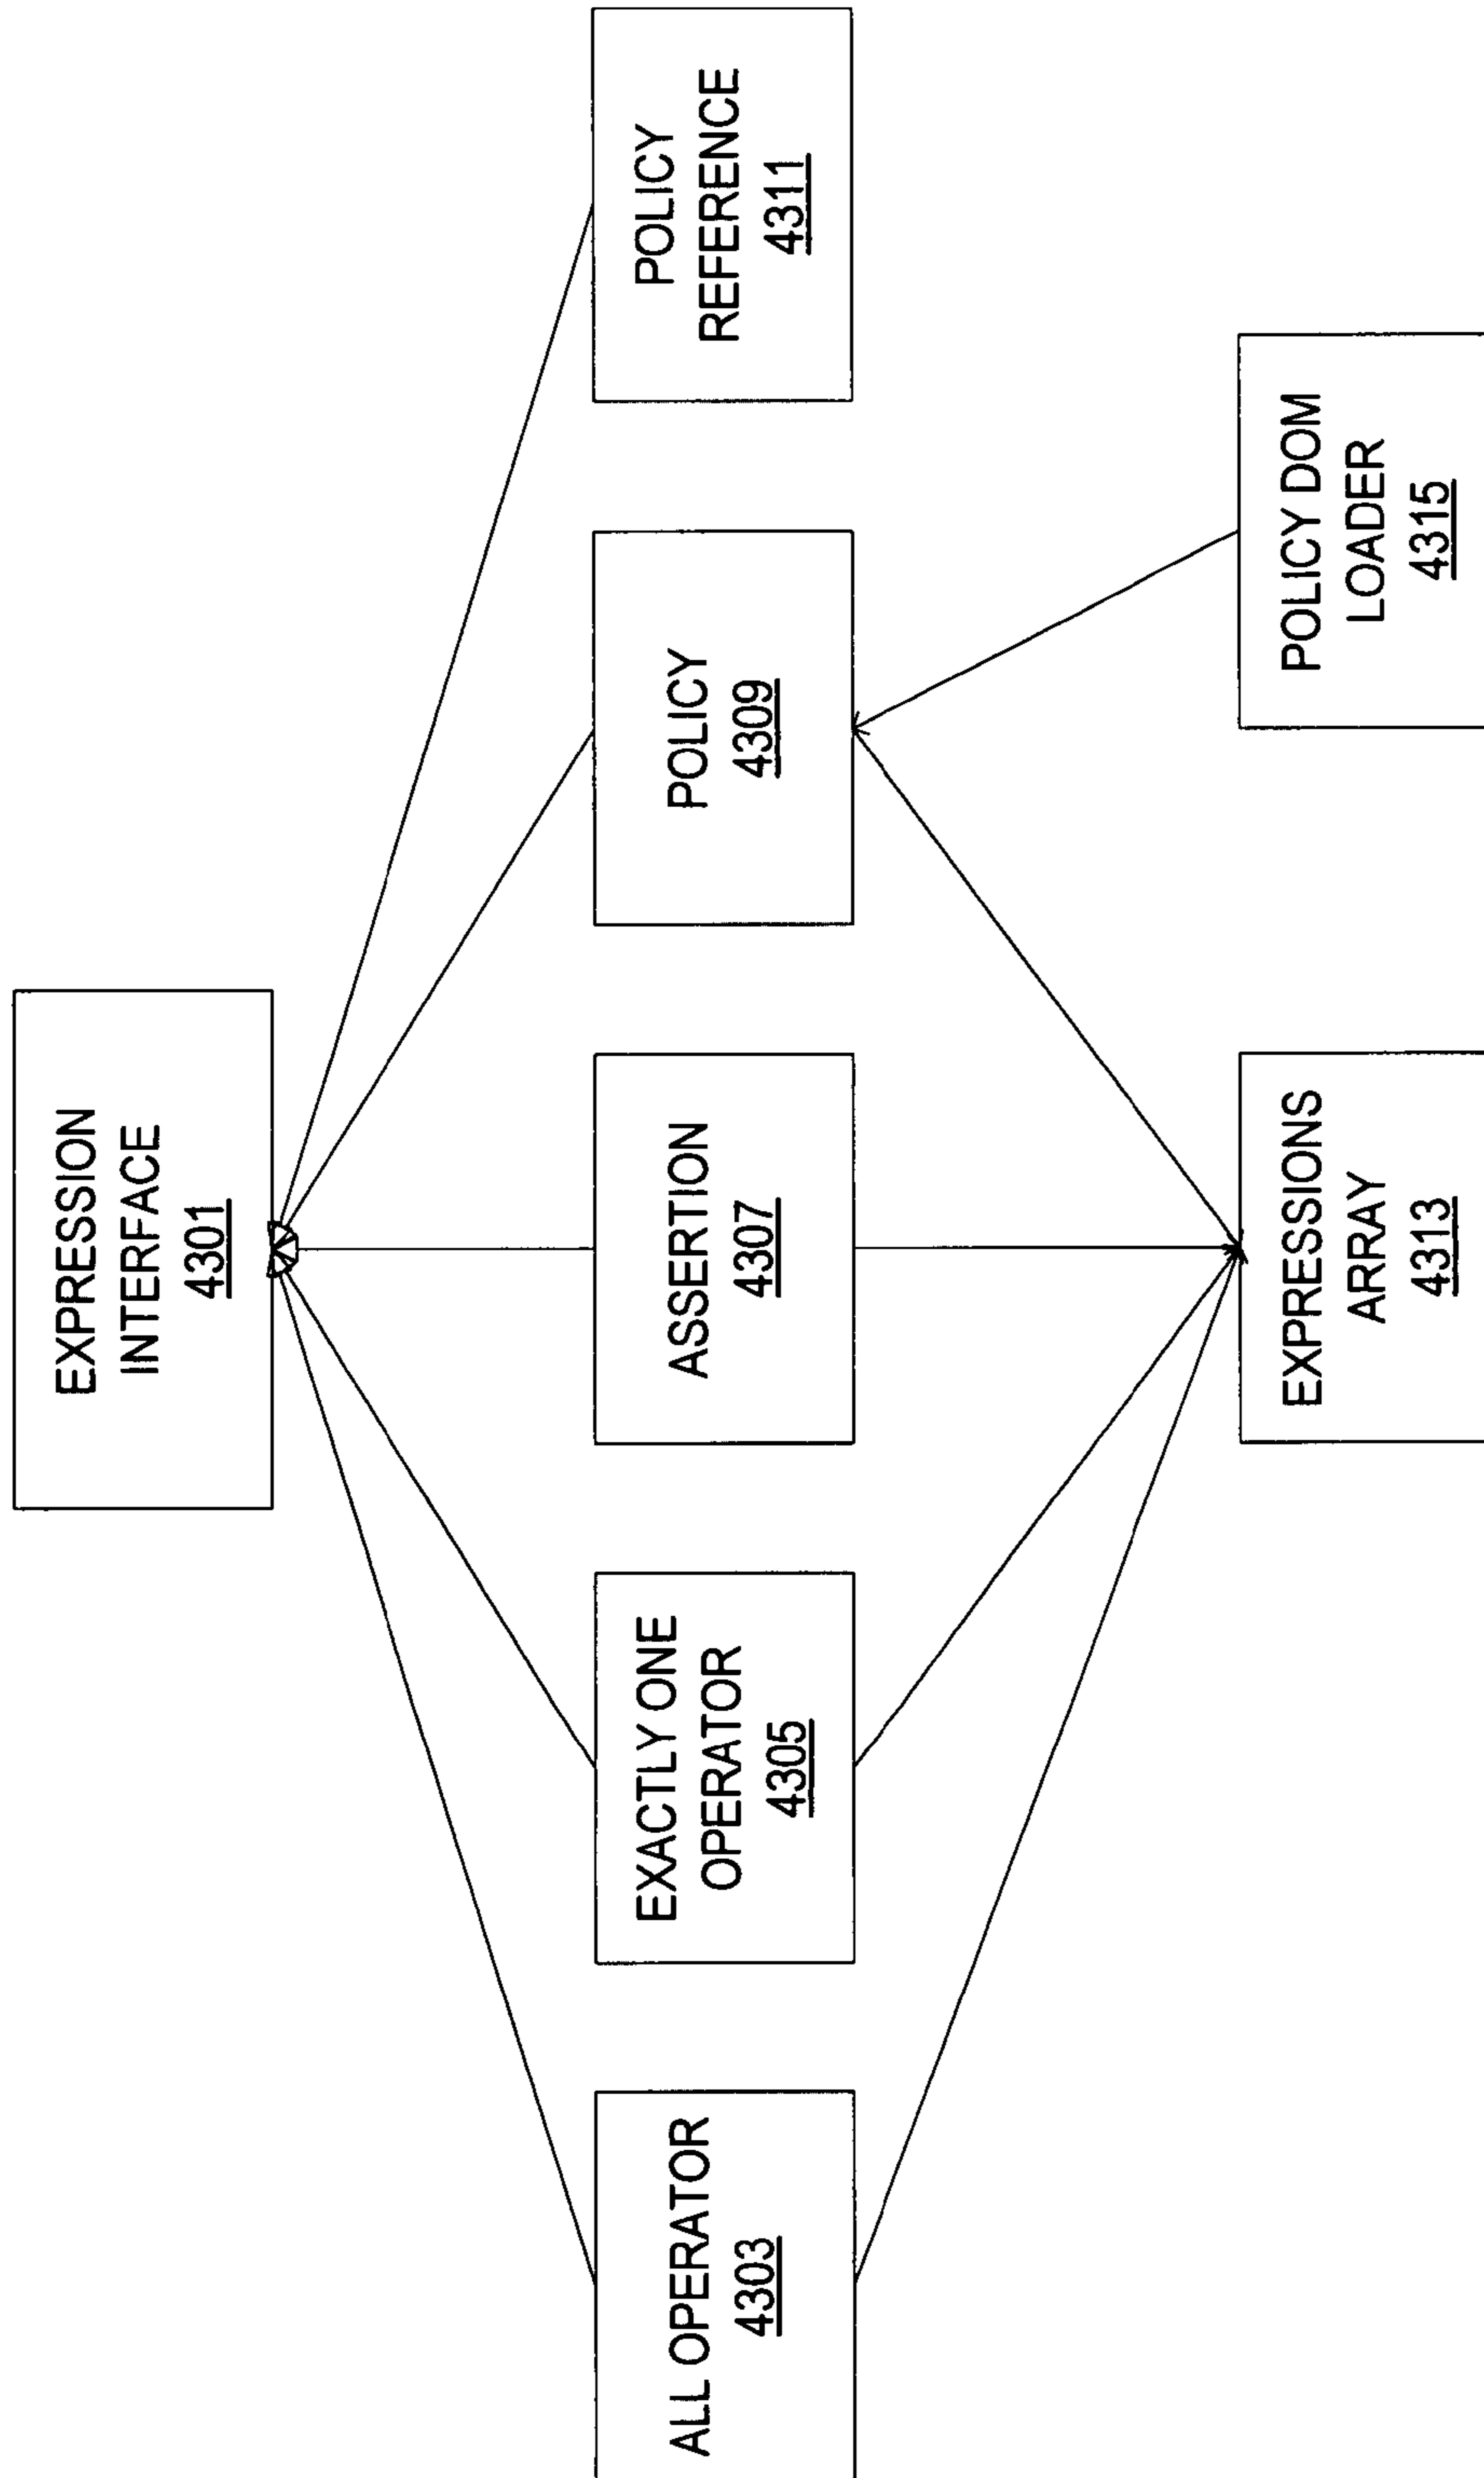 EXPRESSION
INTERFACE
4301
ALL OPERATOR
4303
EXACTLY ONE
OPERATOR
4305
ASSERTION
4307
POLICY
4309
POLICY
REFERENCE
4311
EXPRESSIONS
ARRAY
4313
POLICY DOM
LOADER
4315